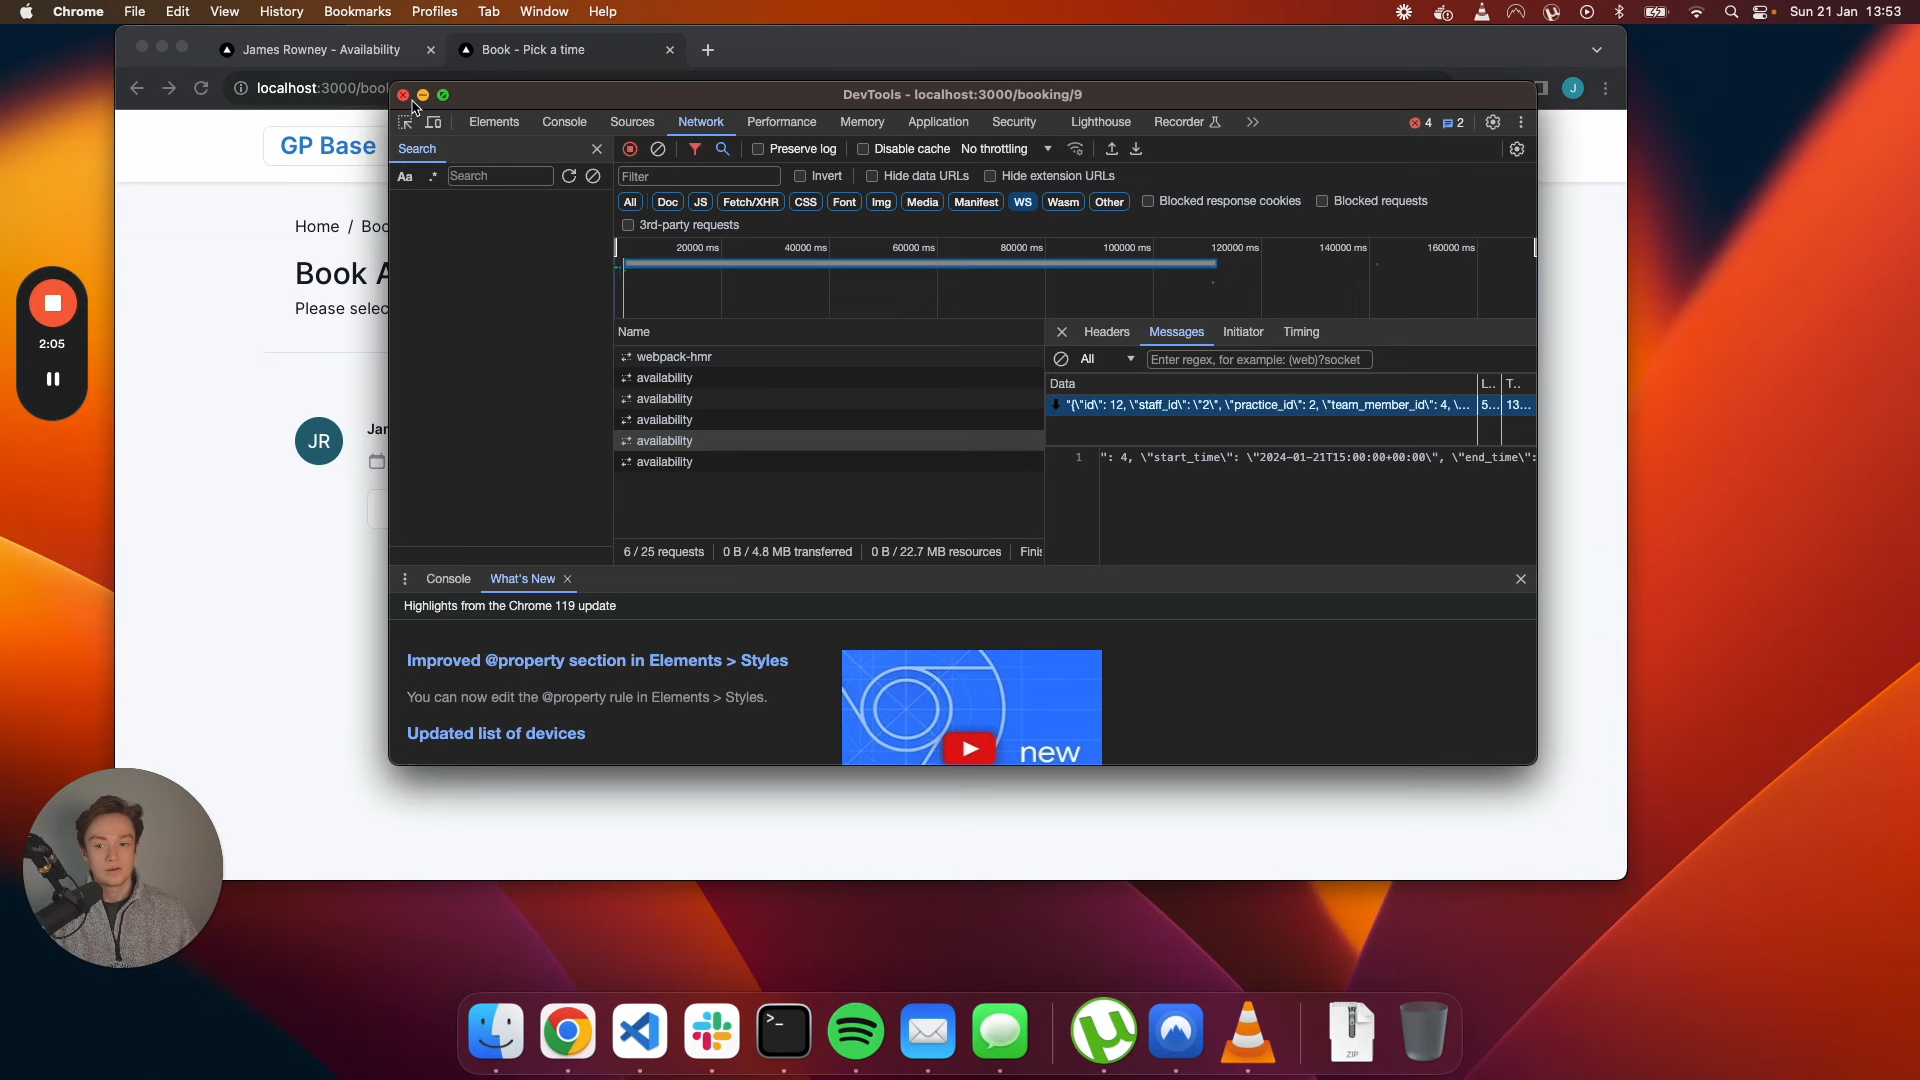 Chrome File Edit View History Bookmarks Profiles Tab Window Help Sun 21 Jan 13:53
James Rowney - Availability
Book - Pick a time
localhost:3000/bool
J
DevTools - localhost:3000/booking/9
Elements Console Sources Network Performance Memory Application Security Lighthouse Recorder 4 2
GP Base
Search
Preserve log Disable cache No throttling
Aa .* Search
Filter Invert Hide data URLs Hide extension URLs
All Doc JS Fetch/XHR CSS Font Img Media Manifest WS Wasm Other Blocked response cookies Blocked requests
3rd-party requests
20000 ms 40000 ms 60000 ms 80000 ms 100000 ms 120000 ms 140000 ms 160000 ms
Home / Boo
Book A
Please selec
Name
Headers Messages Initiator Timing
webpack-hmr
All Enter regex, for example: (web)?socket
availability
Data L.. T..
availability
"{\"id\": 12, \"staff_id\": \"2\", \"practice_id\": 2, \"team_member_id\": 4, \... 5... 13...
availability
availability
1 ": 4, \"start_time\": \"2024-01-21T15:00:00+00:00\", \"end_time\":
availability
JR
Jar
2:05
6 / 25 requests 0 B / 4.8 MB transferred 0 B / 22.7 MB resources Finis
Console What's New
Highlights from the Chrome 119 update
Improved @property section in Elements > Styles
You can now edit the @property rule in Elements > Styles.
Updated list of devices
new
ZIP